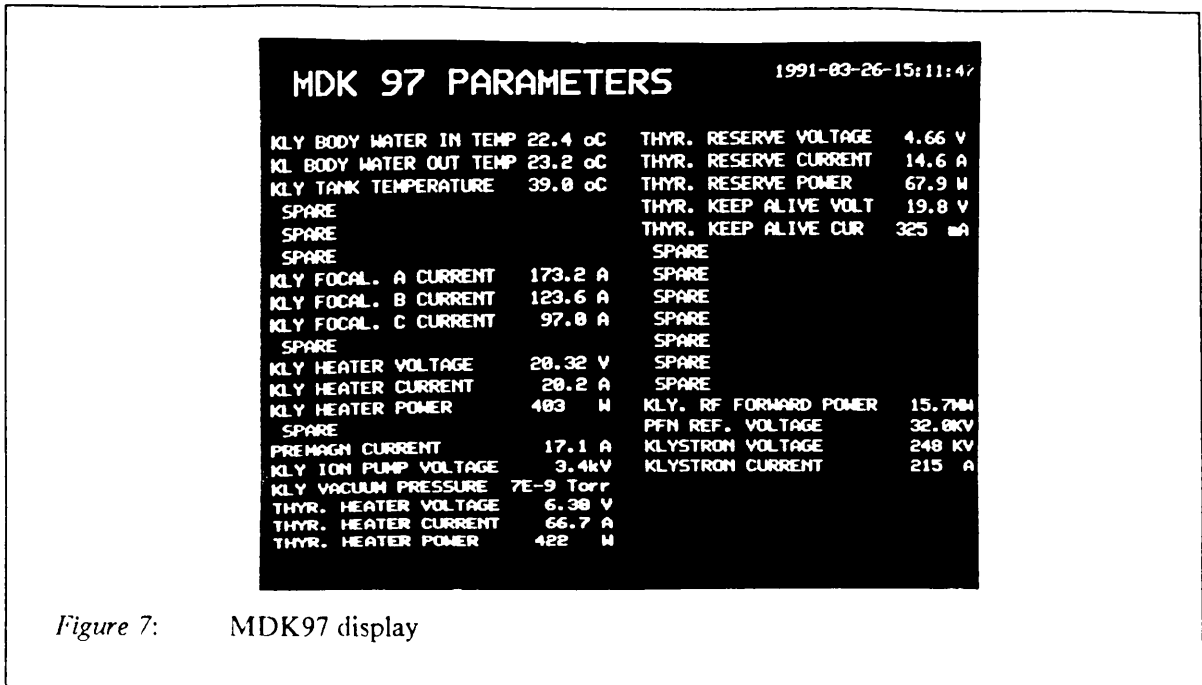 MDK 97 PARAMETERS
1991-03-26-15:11:47
KLY BODY WATER IN TEMP 22.4 oC
KL BODY WATER OUT TEMP 23.2 oC
KLY TANK TEMPERATURE 39.0 oC
SPARE
SPARE
SPARE
KLY FOCAL. A CURRENT 173.2 A
KLY FOCAL. B CURRENT 123.6 A
KLY FOCAL. C CURRENT 97.0 A
SPARE
KLY HEATER VOLTAGE 20.32 V
KLY HEATER CURRENT 20.2 A
KLY HEATER POWER 403 W
SPARE
PREMAGN CURRENT 17.1 A
KLY ION PUMP VOLTAGE 3.4kV
KLY VACUUM PRESSURE 7E-9 Torr
THYR. HEATER VOLTAGE 6.30 V
THYR. HEATER CURRENT 66.7 A
THYR. HEATER POWER 422 W
THYR. RESERVE VOLTAGE 4.66 V
THYR. RESERVE CURRENT 14.6 A
THYR. RESERVE POWER 67.9 W
THYR. KEEP ALIVE VOLT 19.8 V
THYR. KEEP ALIVE CUR 325 mA
SPARE
SPARE
SPARE
SPARE
SPARE
SPARE
SPARE
KLY. RF FORWARD POWER 15.7MW
PFN REF. VOLTAGE 32.0KV
KLYSTRON VOLTAGE 248 KV
KLYSTRON CURRENT 215 A
Figure 7: MDK97 display